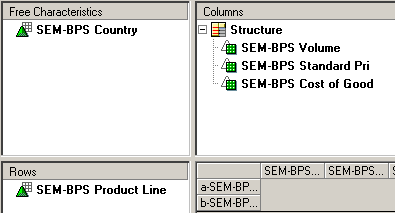 Free Characteristics
SEM-BPS Country
Columns
Structure
SEM-BPS Volume
SEM-BPS Standard Pri
SEM-BPS Cost of Good
Rows
SEM-BPS Product Line
SEM-BPS... SEM-BPS... S
a-SEM-BP...
b-SEM-BP...